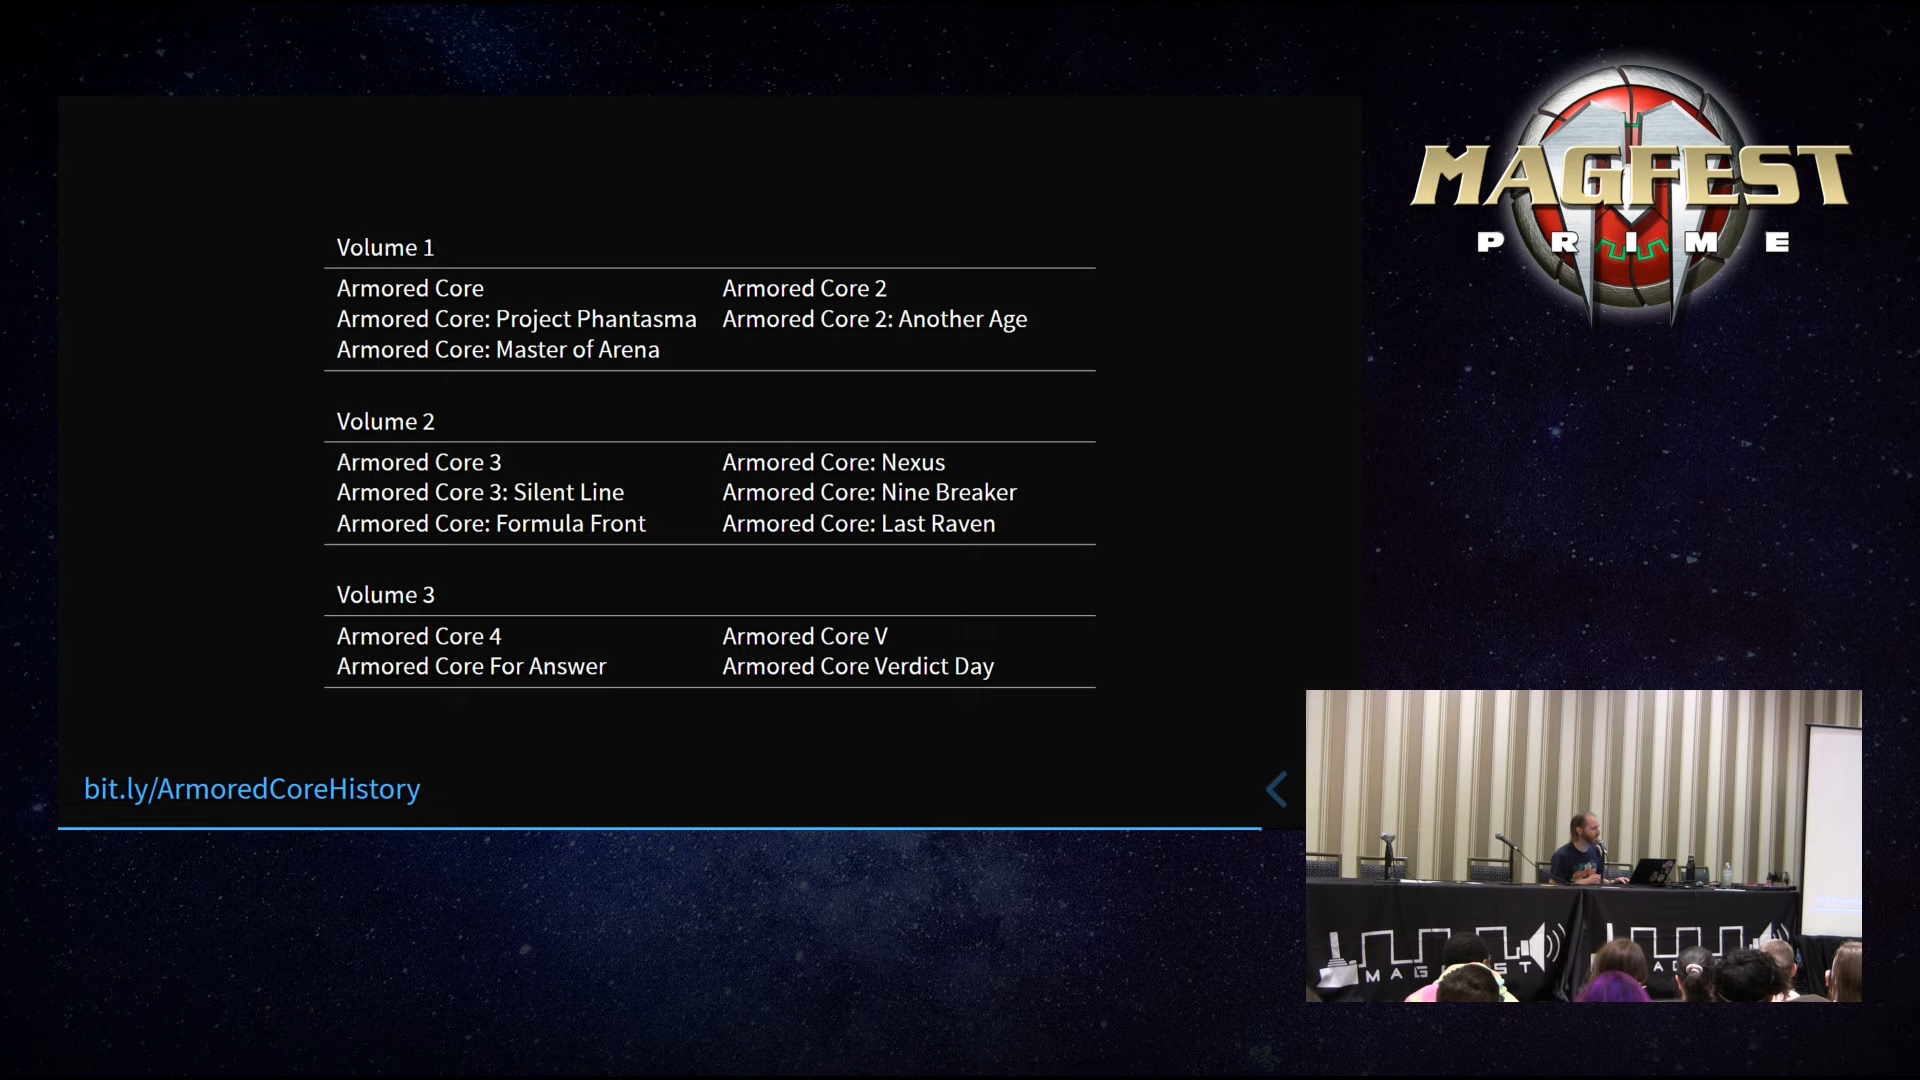 MAGFEST
PRIME
Volume 1
Armored Core
Armored Core: Project Phantasma
Armored Core: Master of Arena
Armored Core 2
Armored Core 2: Another Age
Volume 2
Armored Core 3
Armored Core 3: Silent Line
Armored Core: Formula Front
Armored Core: Nexus
Armored Core: Nine Breaker
Armored Core: Last Raven
Volume 3
Armored Core 4
Armored Core For Answer
Armored Core V
Armored Core Verdict Day
bit.ly/ArmoredCoreHistory